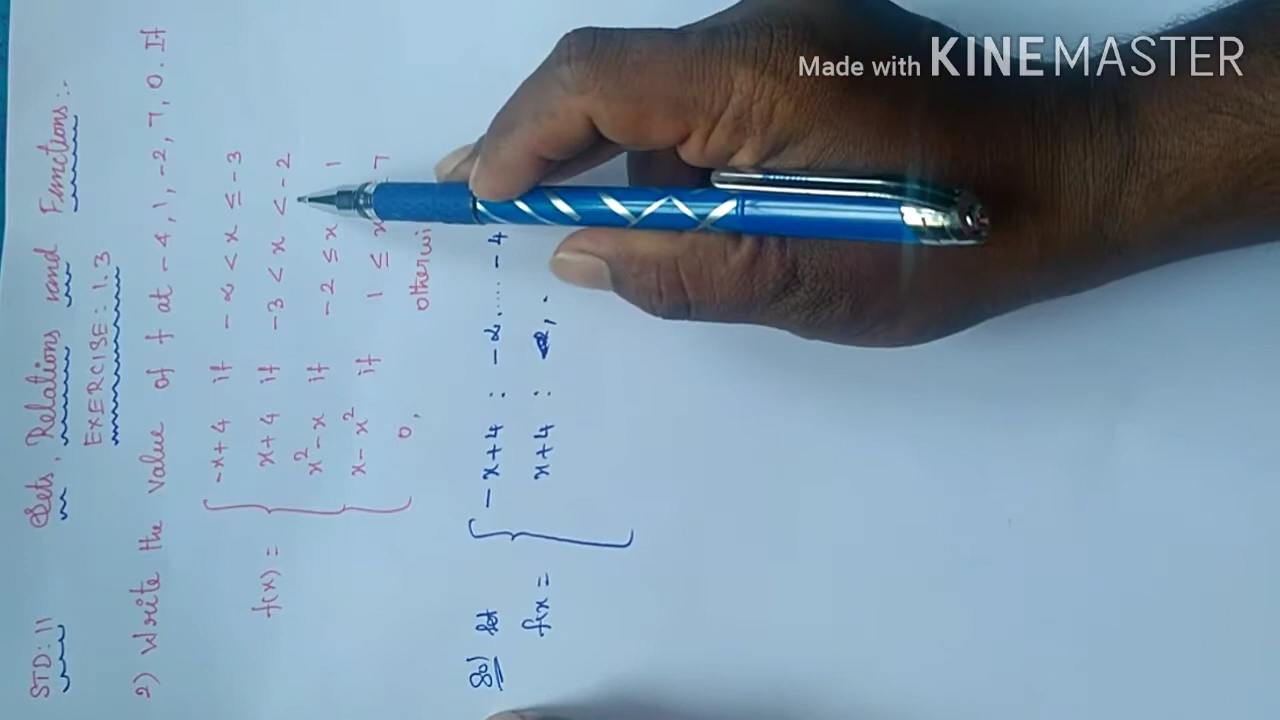 Made with KINEMASTER
STD: 11 Sets, Relations and Functions:-
EXERCISE: 1.3
2) Write the value of f at -4, 1, -2, 7, 0. If
f(x) =
-x+4 if -∞ < x ≤ -3
x+4 if -3 < x < -2
x²-x if -2 ≤ x 1
x-x² if 1 ≤ x 7
0,
Sol
f(x =
-x+4 : -∞ ..... -4
x+4 :